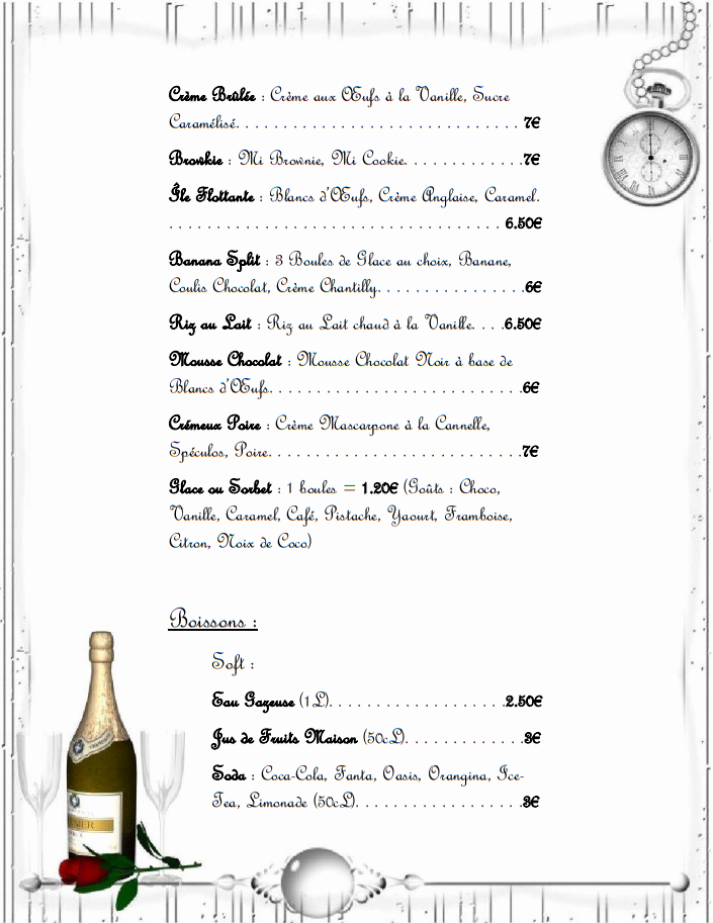 Crème Brûlée : Crème aux Œufs à la Vanille, Sucre
Caramélisé. . . . . . . . . . . . . . . . . . . . . . . . . . . . . . 7€
Browkie : Mi Brownie, Mi Cookie. . . . . . . . . . . . .7€
Île Flottante : Blancs d'Œufs, Crème Anglaise, Caramel.
. . . . . . . . . . . . . . . . . . . . . . . . . . . . . . . . . . . . 6.50€
Banana Split : 3 Boules de Glace au choix, Banane,
Coulis Chocolat, Crème Chantilly. . . . . . . . . . . . . . . .6€
Riz au Lait : Riz au Lait chaud à la Vanille. . . .6.50€
Mousse Chocolat : Mousse Chocolat Noir à base de
Blancs d'Œufs. . . . . . . . . . . . . . . . . . . . . . . . . . .6€
Crémeux Poire : Crème Mascarpone à la Cannelle,
Spéculos, Poire. . . . . . . . . . . . . . . . . . . . . . . . . . .7€
Glace ou Sorbet : 1 boules = 1.20€ (Goûts : Choco,
Vanille, Caramel, Café, Pistache, Yaourt, Framboise,
Citron, Noix de Coco)
Boissons :
Soft :
Eau Gazeuse (1L). . . . . . . . . . . . . . . . . . .2.50€
Jus de Fruits Maison (50cL). . . . . . . . . . . . .3€
Soda : Coca-Cola, Fanta, Oasis, Orangina, Ice-
Tea, Limonade (50cL). . . . . . . . . . . . . . . . . .3€